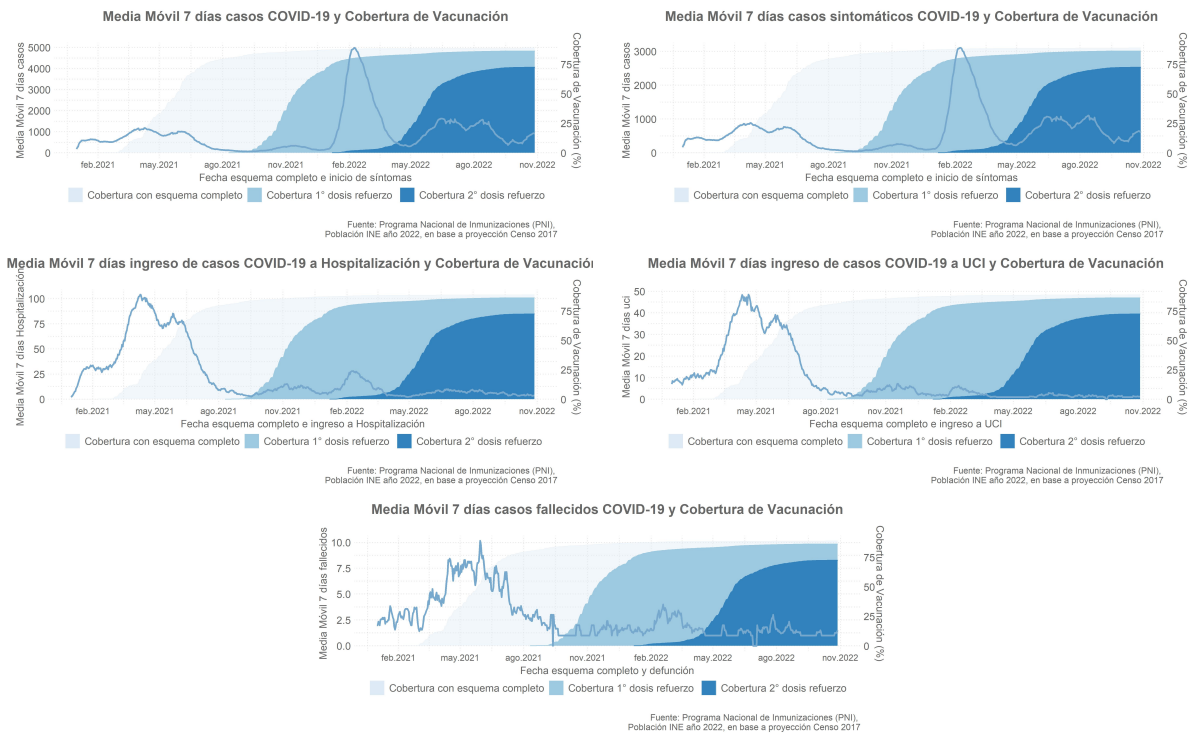 Media Móvil 7 días casos COVID-19 y Cobertura de Vacunación
Media Móvil 7 días casos
5000
4000
3000
2000
1000
0
Cobertura de Vacunación (%)
75
50
25
0
feb.2021 may.2021 ago.2021 nov.2021 feb.2022 may.2022 ago.2022 nov.2022
Fecha esquema completo e inicio de síntomas
Cobertura con esquema completo Cobertura 1° dosis refuerzo Cobertura 2° dosis refuerzo
Fuente: Programa Nacional de Inmunizaciones (PNI),
Población INE año 2022, en base a proyección Censo 2017
Media Móvil 7 días casos sintomáticos COVID-19 y Cobertura de Vacunación
Media Móvil 7 días casos
3000
2000
1000
0
Cobertura de Vacunación (%)
75
50
25
0
feb.2021 may.2021 ago.2021 nov.2021 feb.2022 may.2022 ago.2022 nov.2022
Fecha esquema completo e inicio de síntomas
Cobertura con esquema completo Cobertura 1° dosis refuerzo Cobertura 2° dosis refuerzo
Fuente: Programa Nacional de Inmunizaciones (PNI),
Población INE año 2022, en base a proyección Censo 2017
Media Móvil 7 días ingreso de casos COVID-19 a Hospitalización y Cobertura de Vacunación
Media Móvil 7 días Hospitalización
100
75
50
25
0
Cobertura de Vacunación (%)
75
50
25
0
feb.2021 may.2021 ago.2021 nov.2021 feb.2022 may.2022 ago.2022 nov.2022
Fecha esquema completo e ingreso a Hospitalización
Cobertura con esquema completo Cobertura 1° dosis refuerzo Cobertura 2° dosis refuerzo
Fuente: Programa Nacional de Inmunizaciones (PNI),
Población INE año 2022, en base a proyección Censo 2017
Media Móvil 7 días ingreso de casos COVID-19 a UCI y Cobertura de Vacunación
Media Móvil 7 días uci
50
40
30
20
10
0
Cobertura de Vacunación (%)
75
50
25
0
feb.2021 may.2021 ago.2021 nov.2021 feb.2022 may.2022 ago.2022 nov.2022
Fecha esquema completo e ingreso a UCI
Cobertura con esquema completo Cobertura 1° dosis refuerzo Cobertura 2° dosis refuerzo
Fuente: Programa Nacional de Inmunizaciones (PNI),
Población INE año 2022, en base a proyección Censo 2017
Media Móvil 7 días casos fallecidos COVID-19 y Cobertura de Vacunación
Media Móvil 7 días fallecidos
10.0
7.5
5.0
2.5
0.0
Cobertura de Vacunación (%)
75
50
25
0
feb.2021 may.2021 ago.2021 nov.2021 feb.2022 may.2022 ago.2022 nov.2022
Fecha esquema completo y defunción
Cobertura con esquema completo Cobertura 1° dosis refuerzo Cobertura 2° dosis refuerzo
Fuente: Programa Nacional de Inmunizaciones (PNI),
Población INE año 2022, en base a proyección Censo 2017